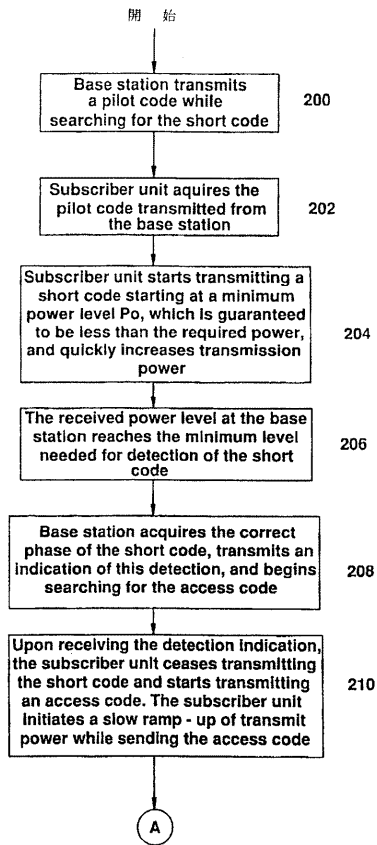 開 始
Base station transmits
a pilot code while
searching for the short code
200
Subscriber unit aquires the
pilot code transmitted from
the base station
202
Subscriber unit starts transmitting a
short code starting at a minimum
power level Po, which is guaranteed
to be less than the required power,
and quickly increases transmission
power
204
The received power level at the base
station reaches the minimum level
needed for detection of the short
code
206
Base station acquires the correct
phase of the short code, transmits an
indication of this detection, and begins
searching for the access code
208
Upon receiving the detection indication,
the subscriber unit ceases transmitting
the short code and starts transmitting
an access code. The subscriber unit
initiates a slow ramp - up of transmit
power while sending the access code
210
A